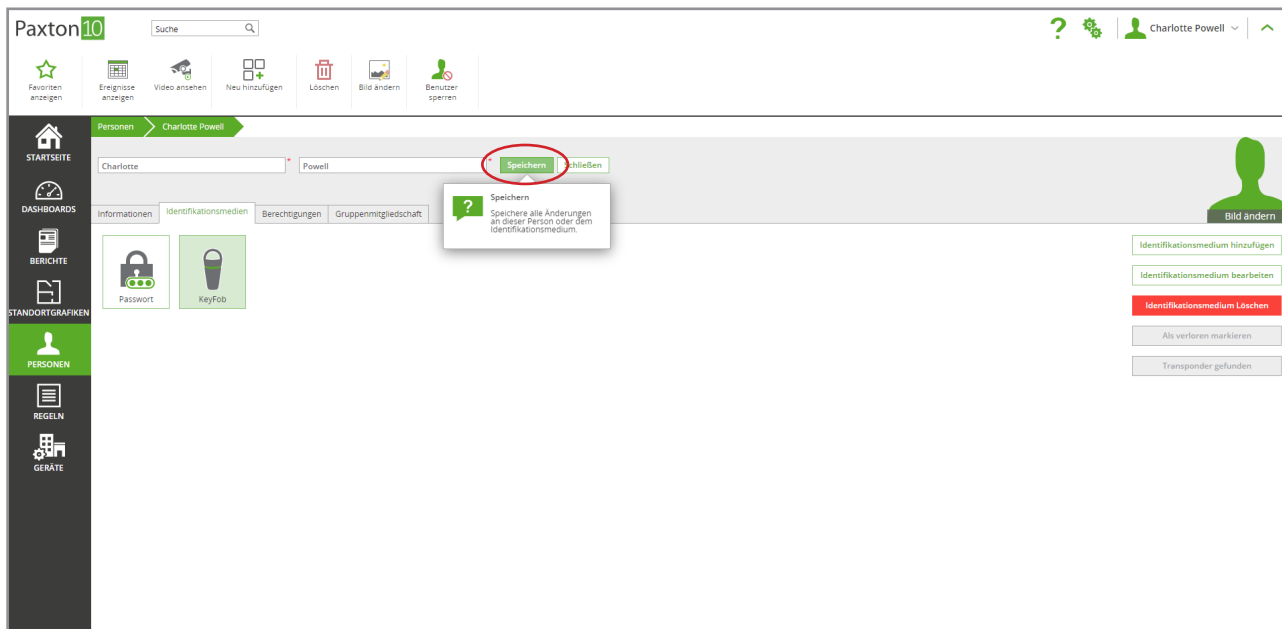 Paxton10
Suche
?
Charlotte Powell
Favoriten
anzeigen
Ereignisse
anzeigen
Video ansehen
Neu hinzufügen
Löschen
Bild ändern
Benutzer
sperren
STARTSEITE
DASHBOARDS
BERICHTE
STANDORTGRAFIKEN
PERSONEN
REGELN
GERÄTE
Personen
Charlotte Powell
Charlotte
*
Powell
*
Speichern
Schließen
?
Speichern
Speichere alle Änderungen
an dieser Person oder dem
Identifikationsmedium.
Bild ändern
Informationen
Identifikationsmedien
Berechtigungen
Gruppenmitgliedschaft
Passwort
KeyFob
Identifikationsmedium hinzufügen
Identifikationsmedium bearbeiten
Identifikationsmedium Löschen
Als verloren markieren
Transponder gefunden